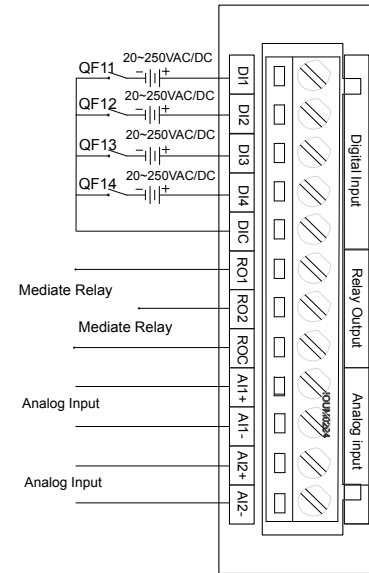 QF11 20~250VAC/DC
- +
DI1
QF12 20~250VAC/DC
- +
DI2
QF13 20~250VAC/DC
- +
DI3
QF14 20~250VAC/DC
- +
DI4
DIC
Digital Input
RO1
Mediate Relay
RO2
Mediate Relay
ROC
Relay Output
AI1+
Analog Input
AI1-
AI2+
Analog Input
AI2-
Analog input